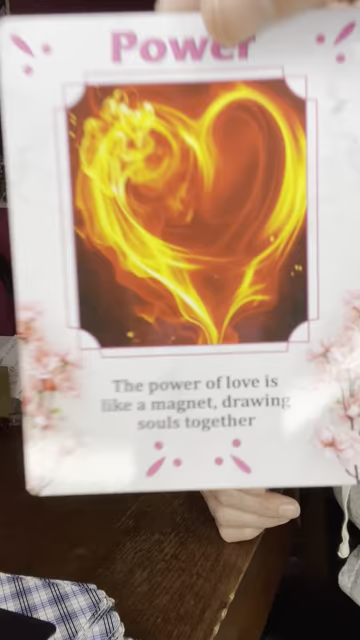 Power
The power of love is
like a magnet, drawing
souls together